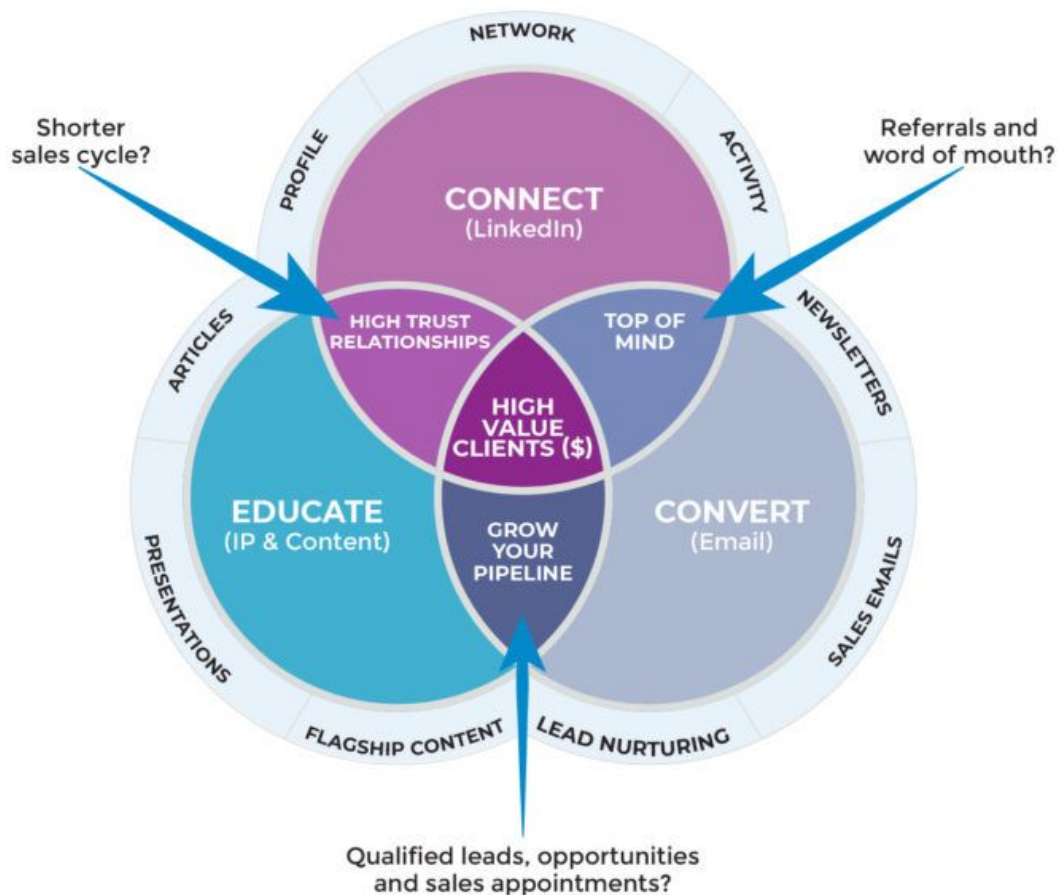 NETWORK
PROFILE
ACTIVITY
Shorter
sales cycle?
Referrals and
word of mouth?
CONNECT
(LinkedIn)
HIGH TRUST
RELATIONSHIPS
TOP OF
MIND
ARTICLES
NEWSLETTERS
HIGH
VALUE
CLIENTS ($)
EDUCATE
(IP & Content)
CONVERT
(Email)
GROW
YOUR
PIPELINE
PRESENTATIONS
SALES EMAILS
FLAGSHIP CONTENT
LEAD NURTURING
Qualified leads, opportunities
and sales appointments?